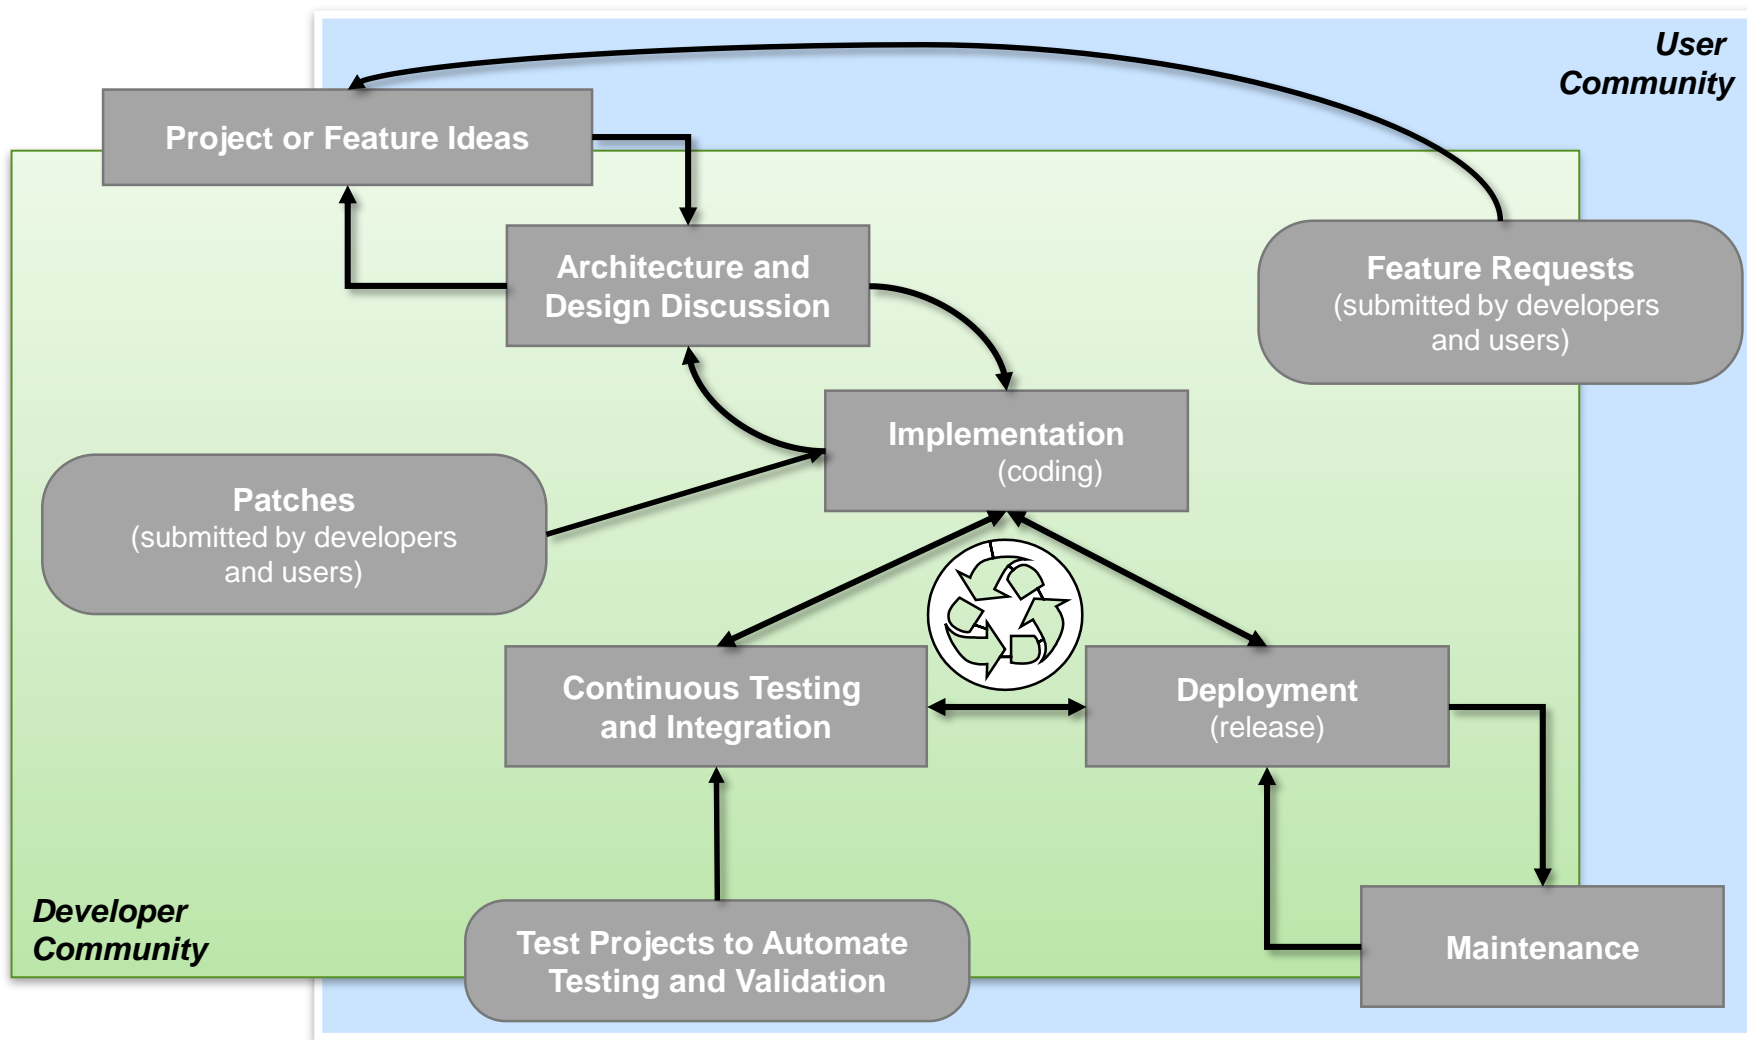 User
Community
Project or Feature Ideas
Architecture and
Design Discussion
Feature Requests
(submitted by developers
and users)
Implementation
(coding)
Patches
(submitted by developers
and users)
Continuous Testing
and Integration
Deployment
(release)
Developer
Community
Test Projects to Automate
Testing and Validation
Maintenance